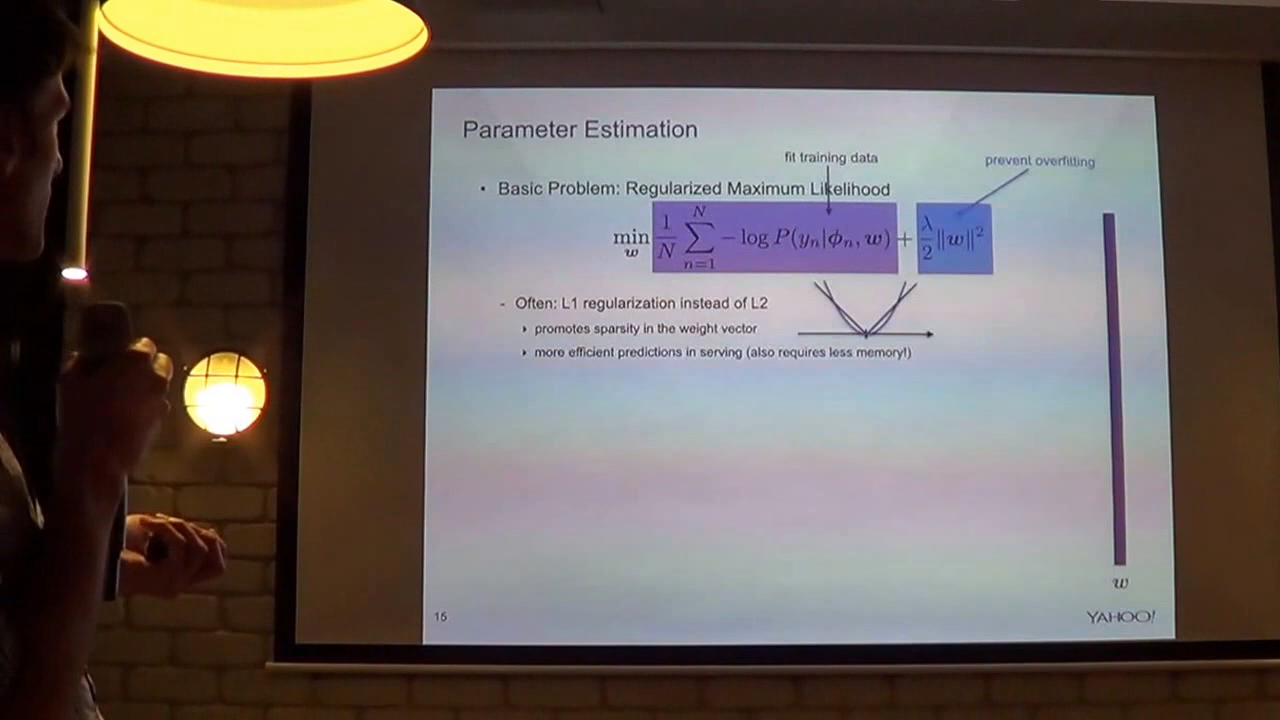 Parameter Estimation
fit training data
prevent overfitting
• Basic Problem: Regularized Maximum Likelihood
min_w 1/N ∑_{n=1}^{N} − log P(y_n|ϕ_n, w) + λ/2 ‖w‖²
- Often: L1 regularization instead of L2
‣ promotes sparsity in the weight vector
‣ more efficient predictions in serving (also requires less memory!)
w
15
YAHOO!